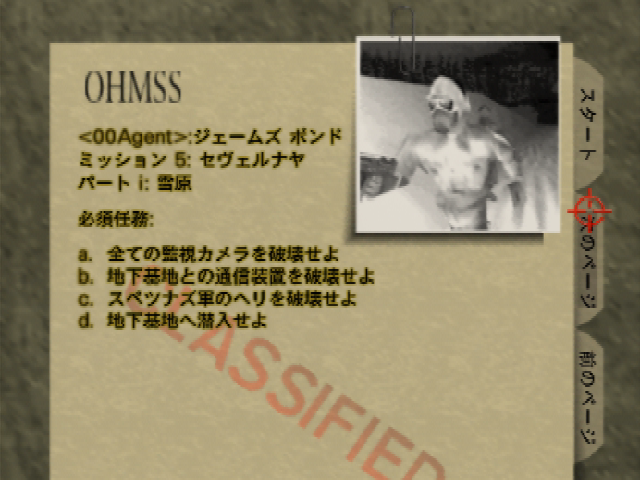 OHMSS
<00Agent>:ジェームズ ボンド
ミッション 5: セヴェルナヤ
パート i: 雪原
必須任務:
a. 全ての監視カメラを破壊せよ
b. 地下基地との通信装置を破壊せよ
c. スペツナズ軍のヘリを破壊せよ
d. 地下基地へ潜入せよ
CLASSIFIED
スタート
次のページ
前のページ